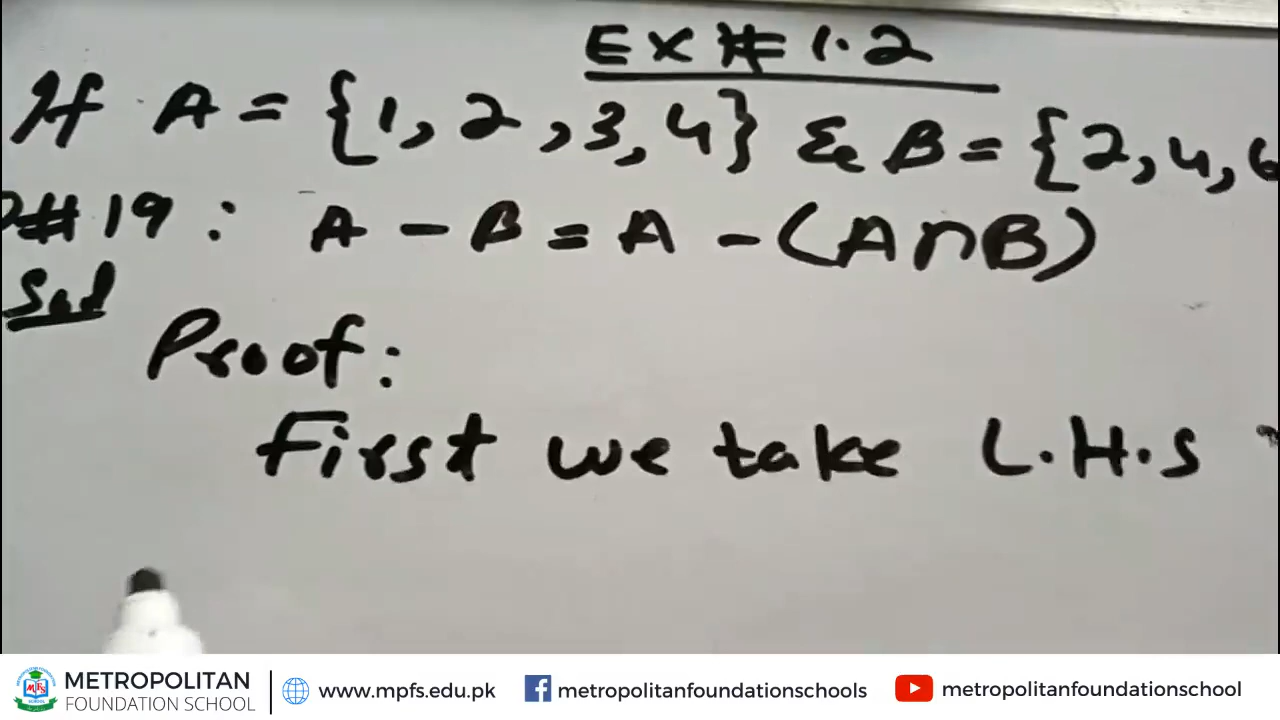 Ex # 1.2
If A = {1, 2, 3, 4} & B = {2, 4, 6
Q# 19 : A - B = A - (A∩B)
Sol
Proof:
First we take L.H.S
METROPOLITAN
FOUNDATION SCHOOL
www.mpfs.edu.pk
metropolitanfoundationschools
metropolitanfoundationschool